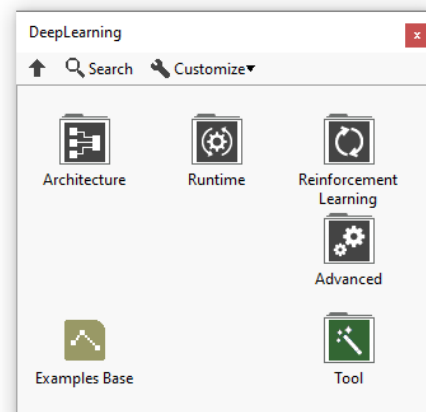 DeepLearning
Search Customize
Architecture
Runtime
Reinforcement
Learning
Advanced
Examples Base
Tool